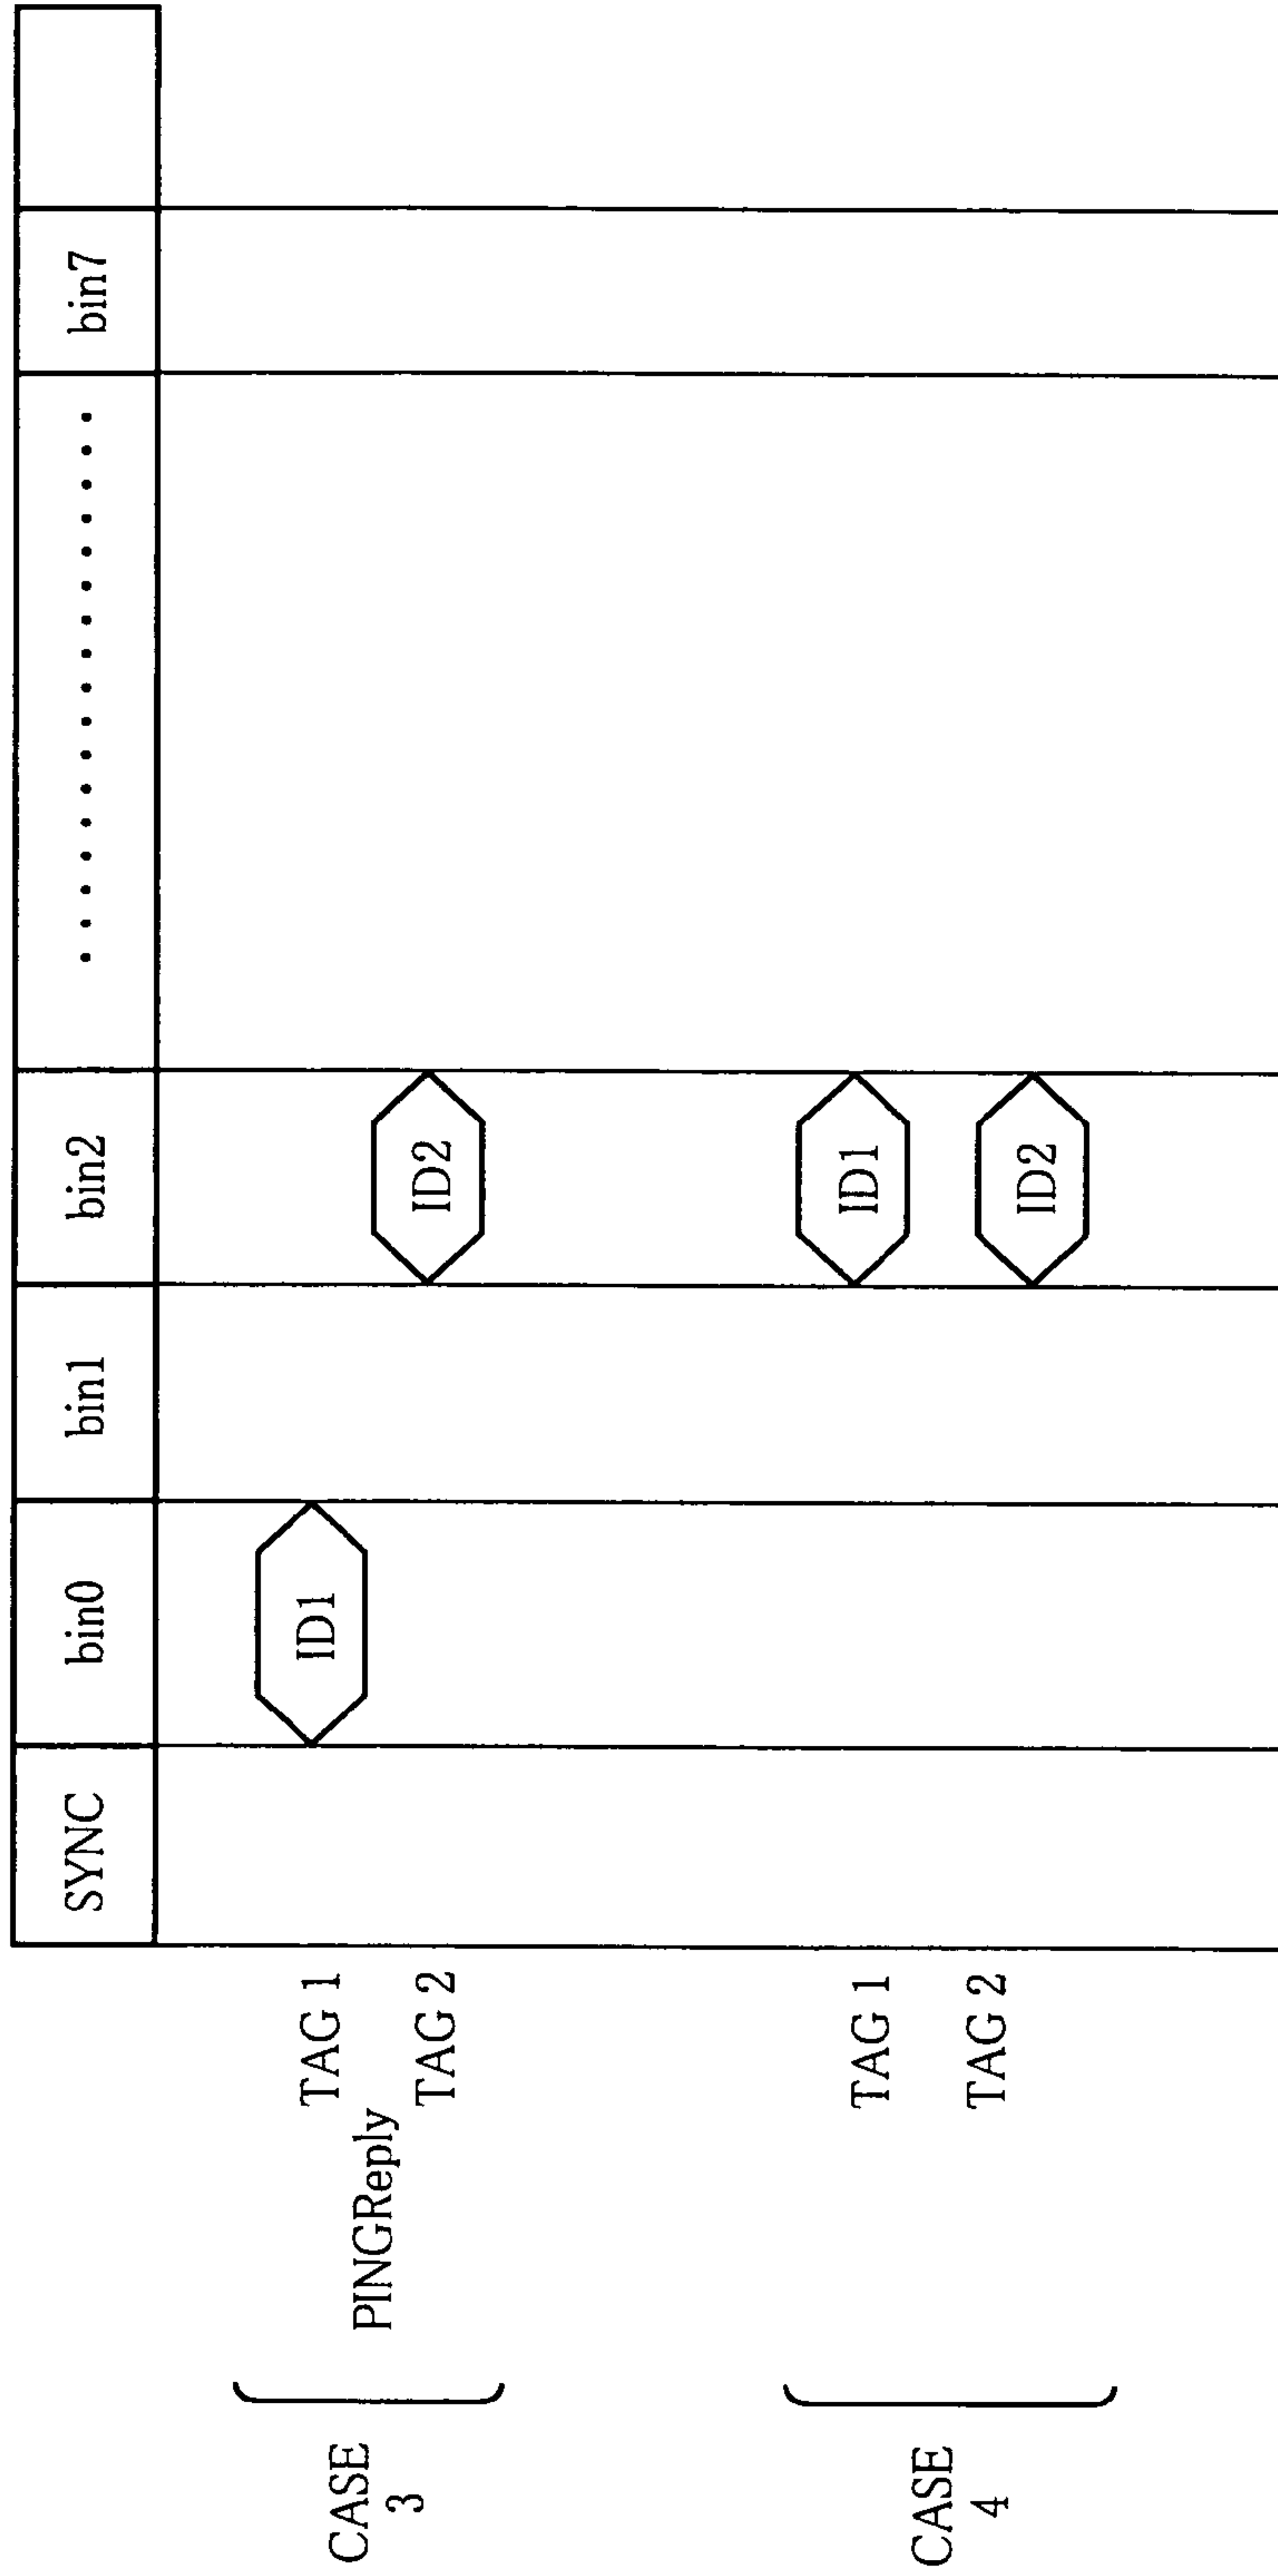 SYNC
bin0
bin1
bin2
.................
bin7
CASE
3
PINGReply
TAG 1
TAG 2
ID1
ID2
CASE
4
TAG 1
TAG 2
ID1
ID2